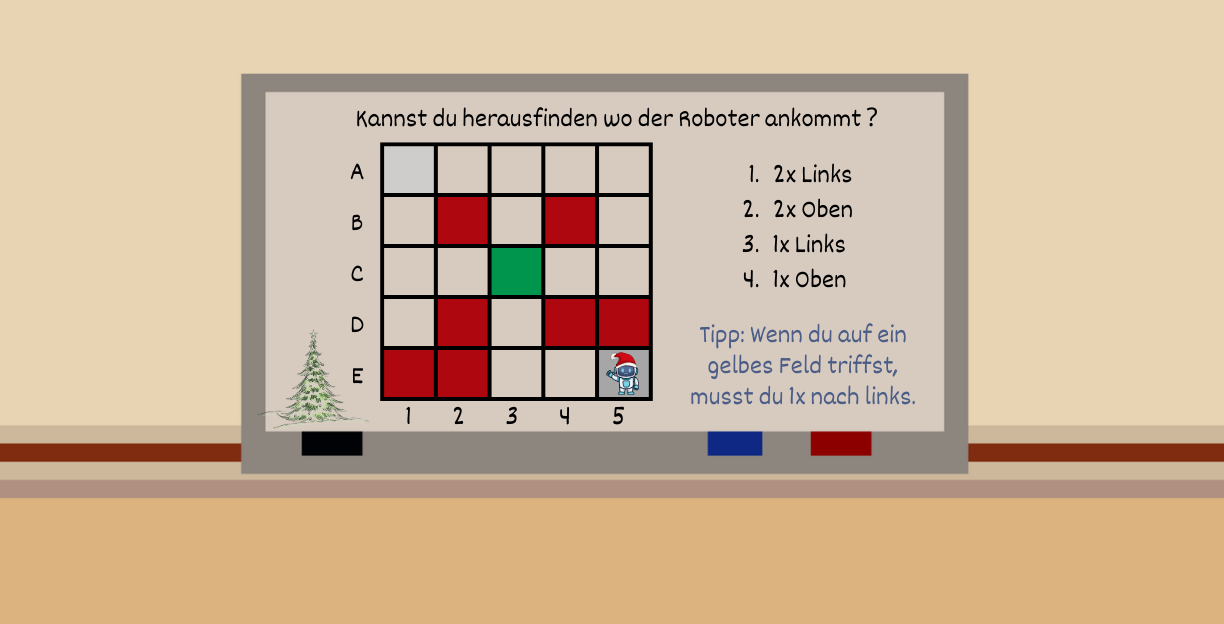 Kannst du herausfinden wo der Roboter ankommt ?
A
B
C
D
E
1 2 3 4 5
1. 2x Links
2. 2x Oben
3. 1x Links
4. 1x Oben
Tipp: Wenn du auf ein
gelbes Feld triffst,
musst du 1x nach links.